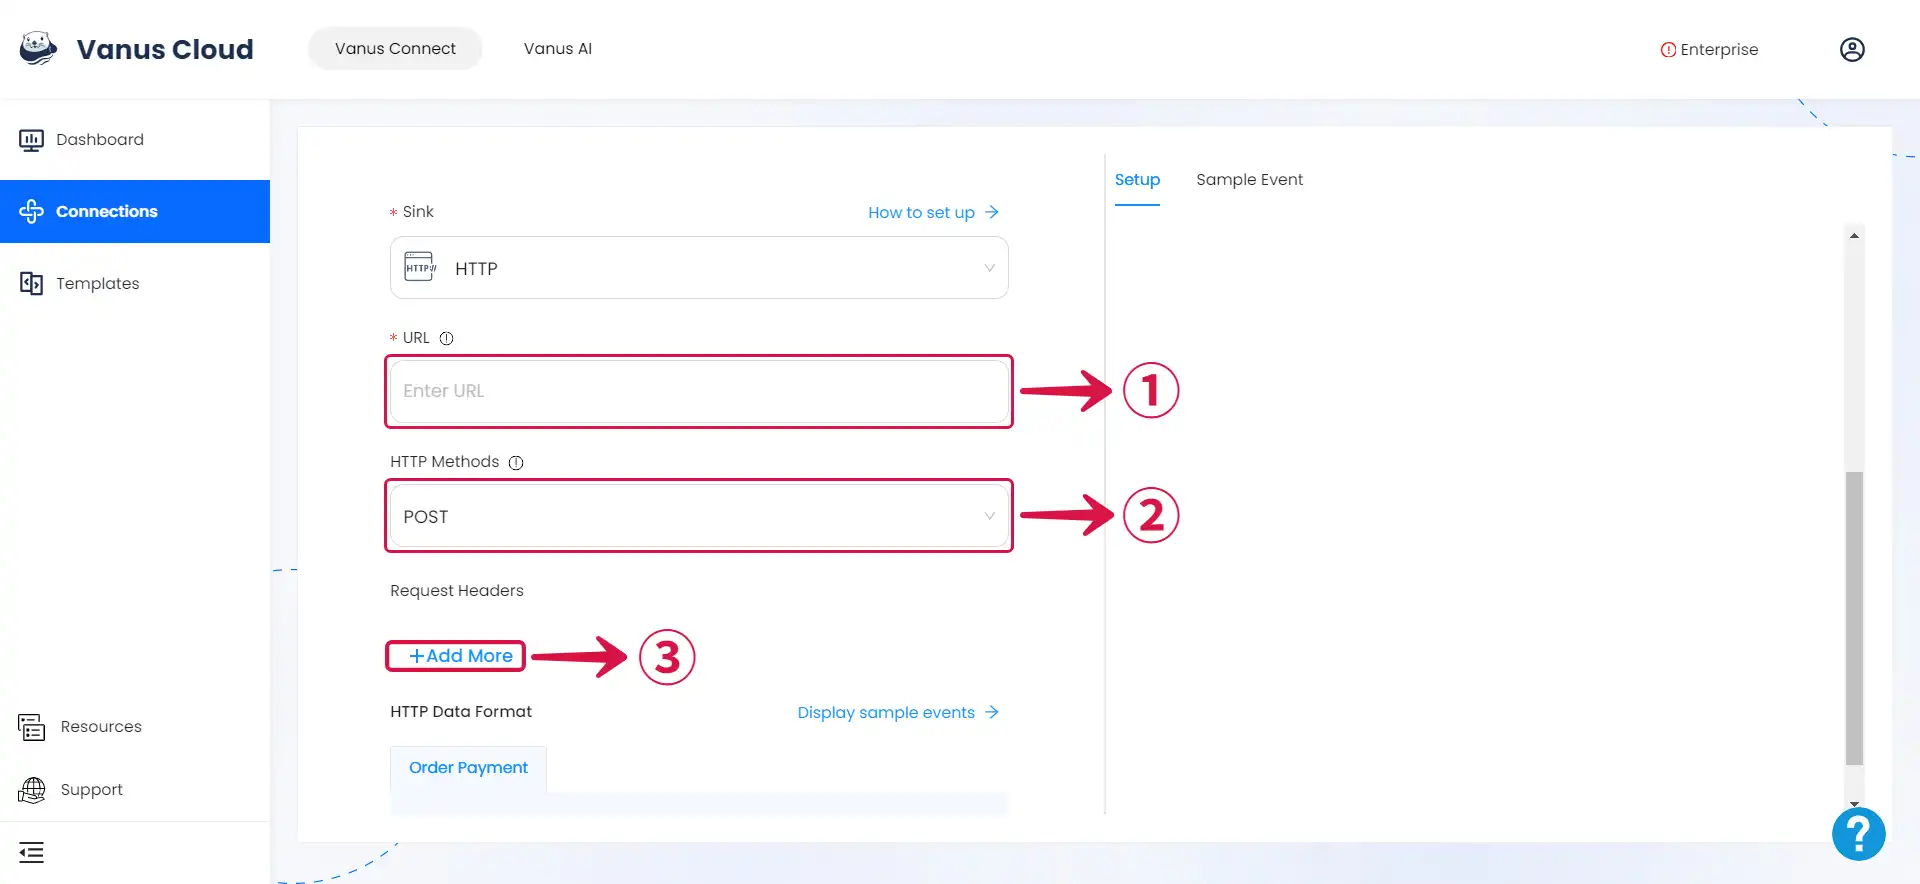 Vanus Cloud
Vanus Connect
Vanus AI
Enterprise
Dashboard
Connections
Templates
Resources
Support
* Sink
How to set up →
HTTP://
HTTP
* URL
Enter URL
1
HTTP Methods
POST
2
Request Headers
+Add More
3
HTTP Data Format
Display sample events →
Order Payment
Setup
Sample Event
?